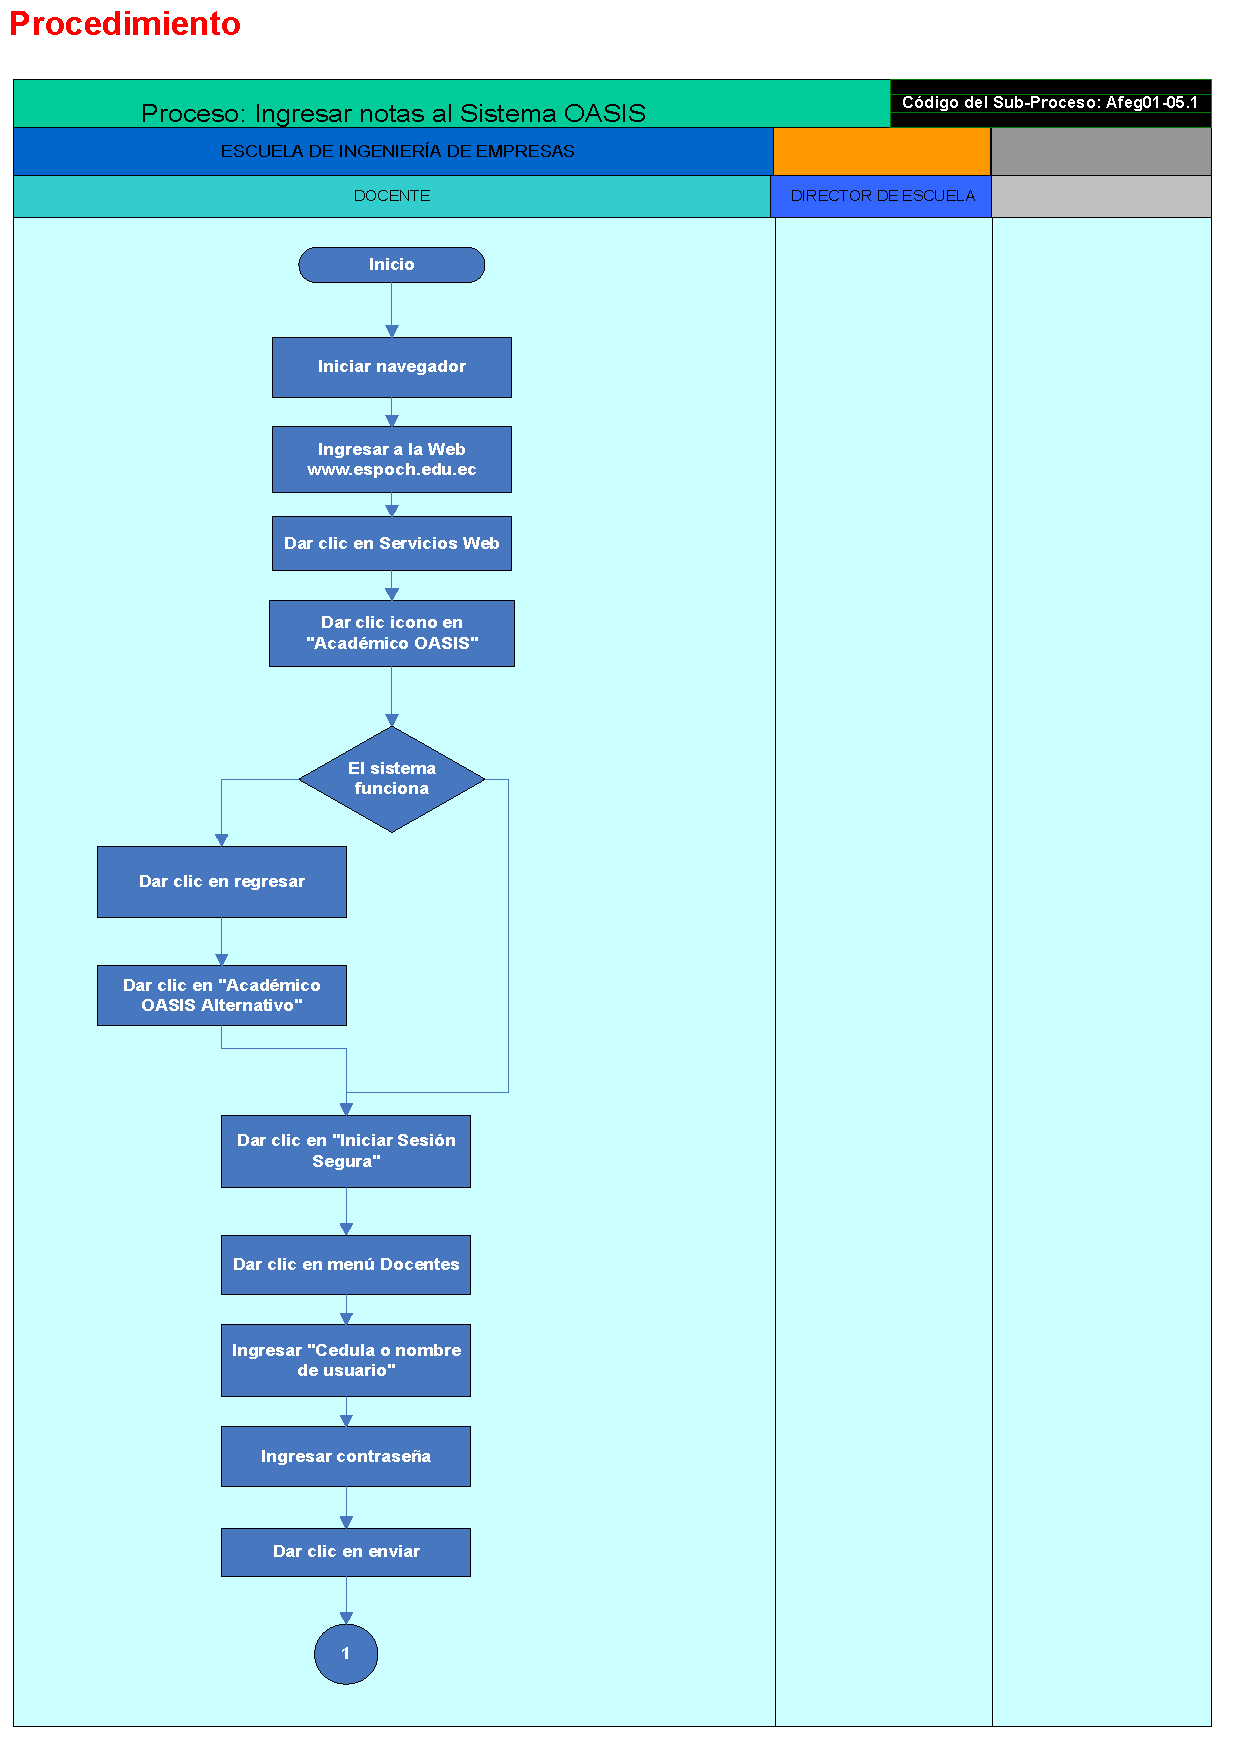 Procedimiento
Proceso: Ingresar notas al Sistema OASIS
Código del Sub-Proceso: Afeg01-05.1
ESCUELA DE INGENIERÍA DE EMPRESAS
DOCENTE
DIRECTOR DE ESCUELA
Inicio
Iniciar navegador
Ingresar a la Web
www.espoch.edu.ec
Dar clic en Servicios Web
Dar clic icono en
"Académico OASIS"
El sistema
funciona
Dar clic en regresar
Dar clic en "Académico
OASIS Alternativo"
Dar clic en "Iniciar Sesión
Segura"
Dar clic en menú Docentes
Ingresar "Cedula o nombre
de usuario"
Ingresar contraseña
Dar clic en enviar
1